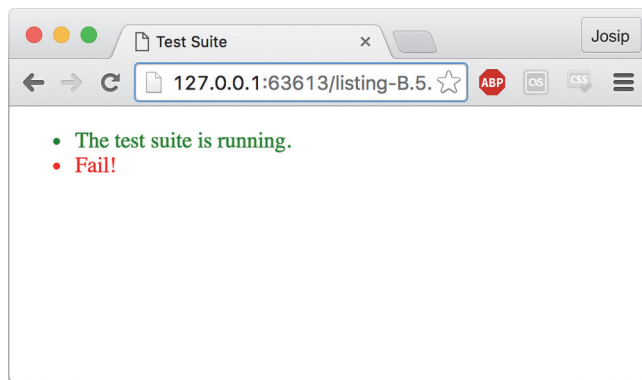 Test Suite
Josip
127.0.0.1:63613/listing-B.5.
ABP
CSS
The test suite is running.
Fail!